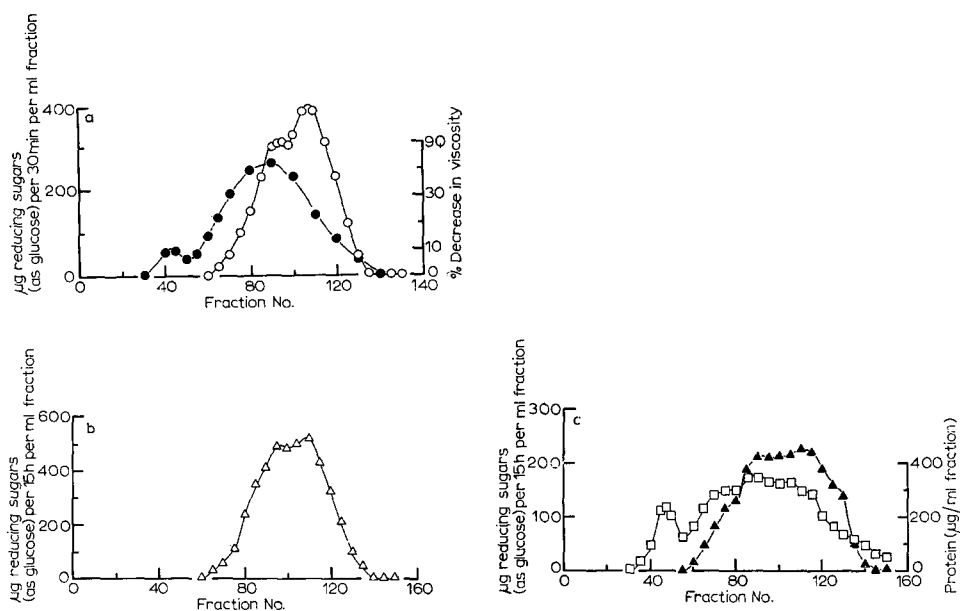 a
µg reducing sugars
(as glucose) per 30 min per ml fraction
400
200
0
% Decrease in viscosity
90
30
10
0
0 40 80 120 140
Fraction No.
b
µg reducing sugars
(as glucose) per 15 h per ml fraction
600
400
200
0
0 40 80 120 160
Fraction No.
c
µg reducing sugars
(as glucose) per 15 h per ml fraction
300
200
100
0
Protein (µg/ml fraction)
400
200
0
0 40 80 120 160
Fraction No.